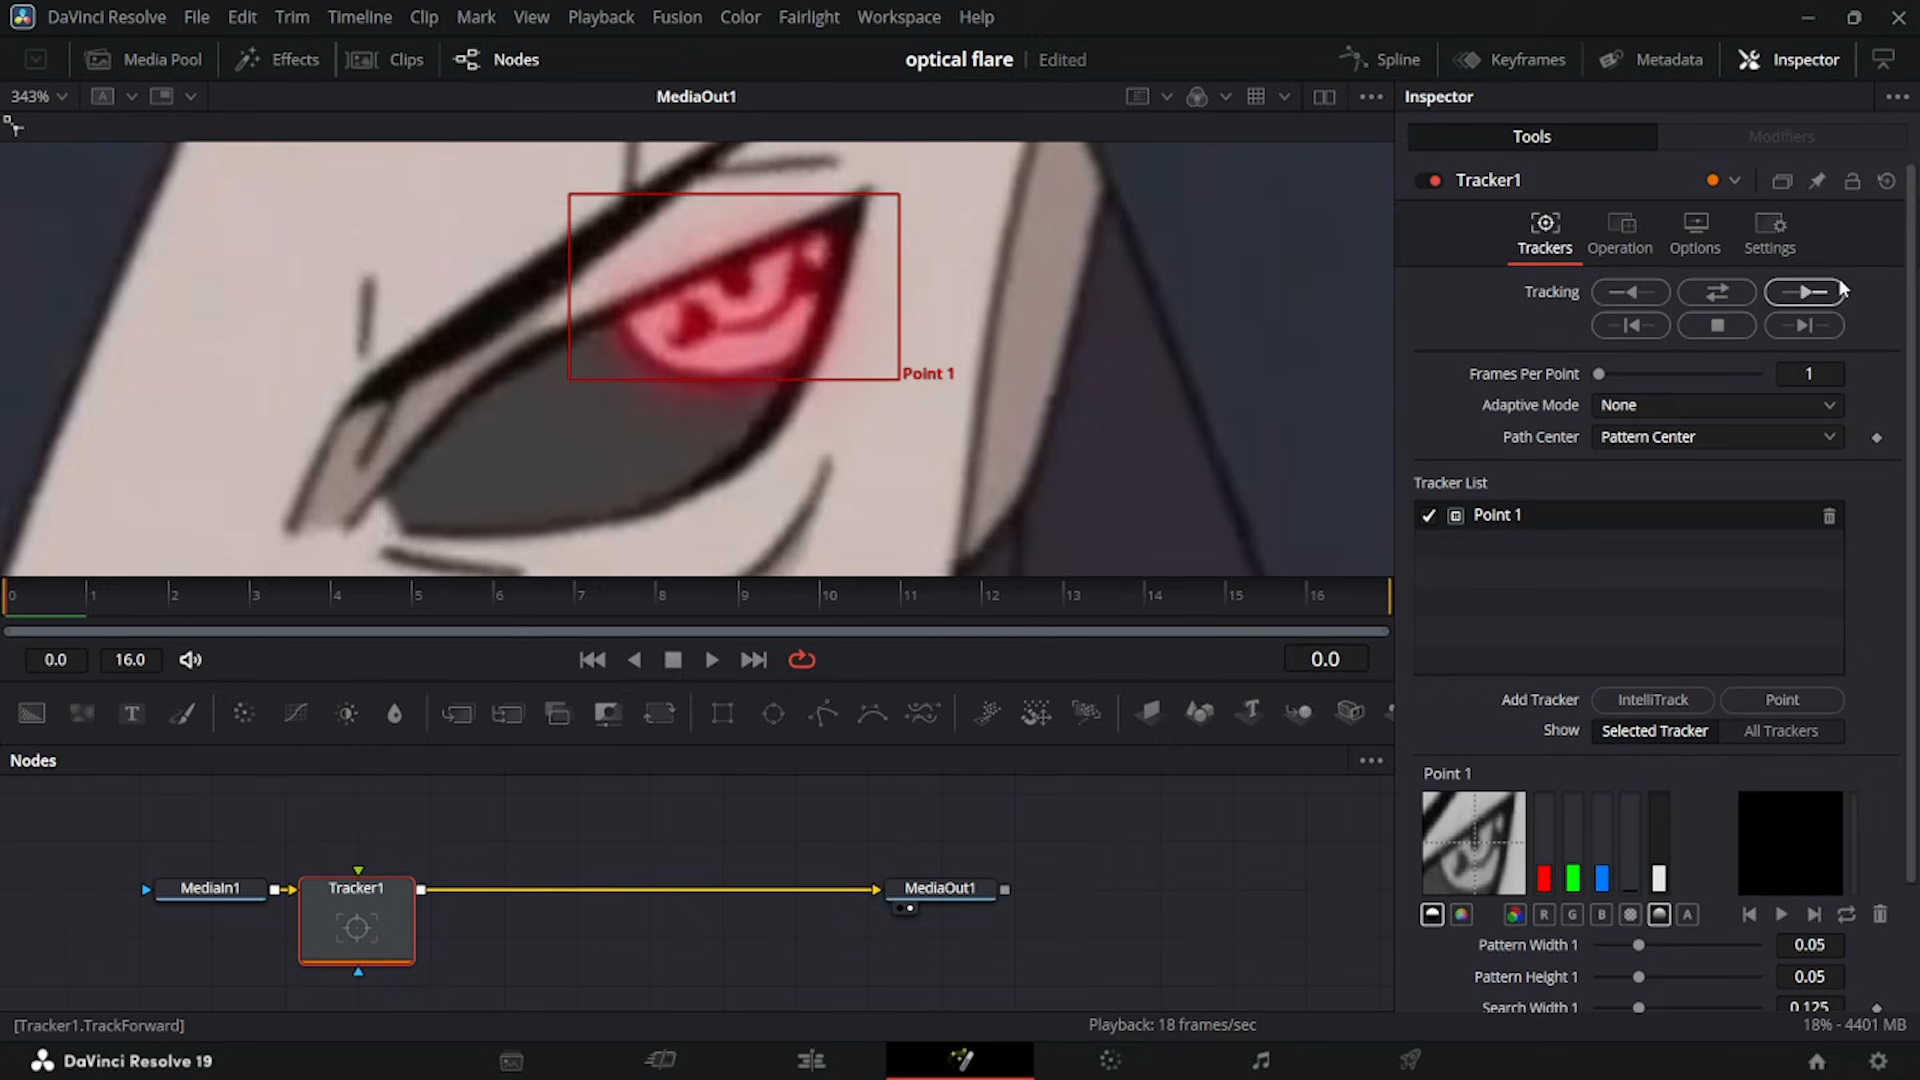 DaVinci Resolve File Edit Trim Timeline Clip Mark View Playback Fusion Color Fairlight Workspace Help
Media Pool Effects Clips Nodes optical flare Edited Spline Keyframes Metadata Inspector
343% A MediaOut1 Inspector
Tools Modifiers
Tracker1
Trackers Operation Options Settings
Tracking
Point 1
Frames Per Point 1
Adaptive Mode None
Path Center Pattern Center
Tracker List
Point 1
0 1 2 3 4 5 6 7 8 9 10 11 12 13 14 15 16
0.0 16.0 0.0
Add Tracker IntelliTrack Point
Show Selected Tracker All Trackers
T T
Nodes
Point 1
MediaIn1 Tracker1 MediaOut1
R G B A
Pattern Width 1 0.05
Pattern Height 1 0.05
Search Width 1 0.125
[Tracker1.TrackForward] Playback: 18 frames/sec 18% - 4401 MB
DaVinci Resolve 19